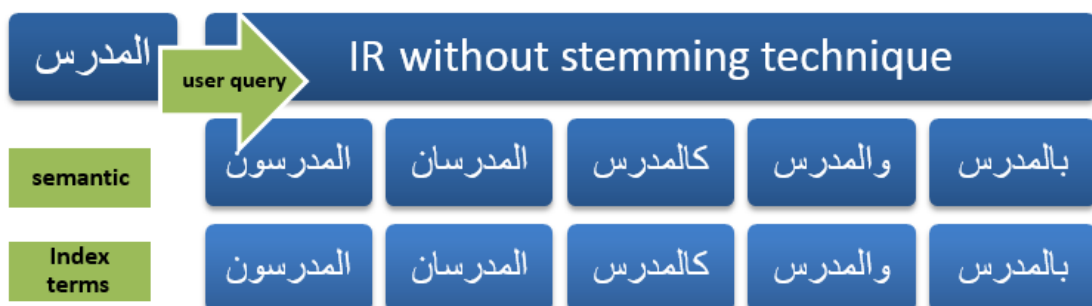 المدرس
user query
IR without stemming technique
semantic
المدرسون
المدرسان
كالمدرس
والمدرس
بالمدرس
Index
terms
المدرسون
المدرسان
كالمدرس
والمدرس
بالمدرس